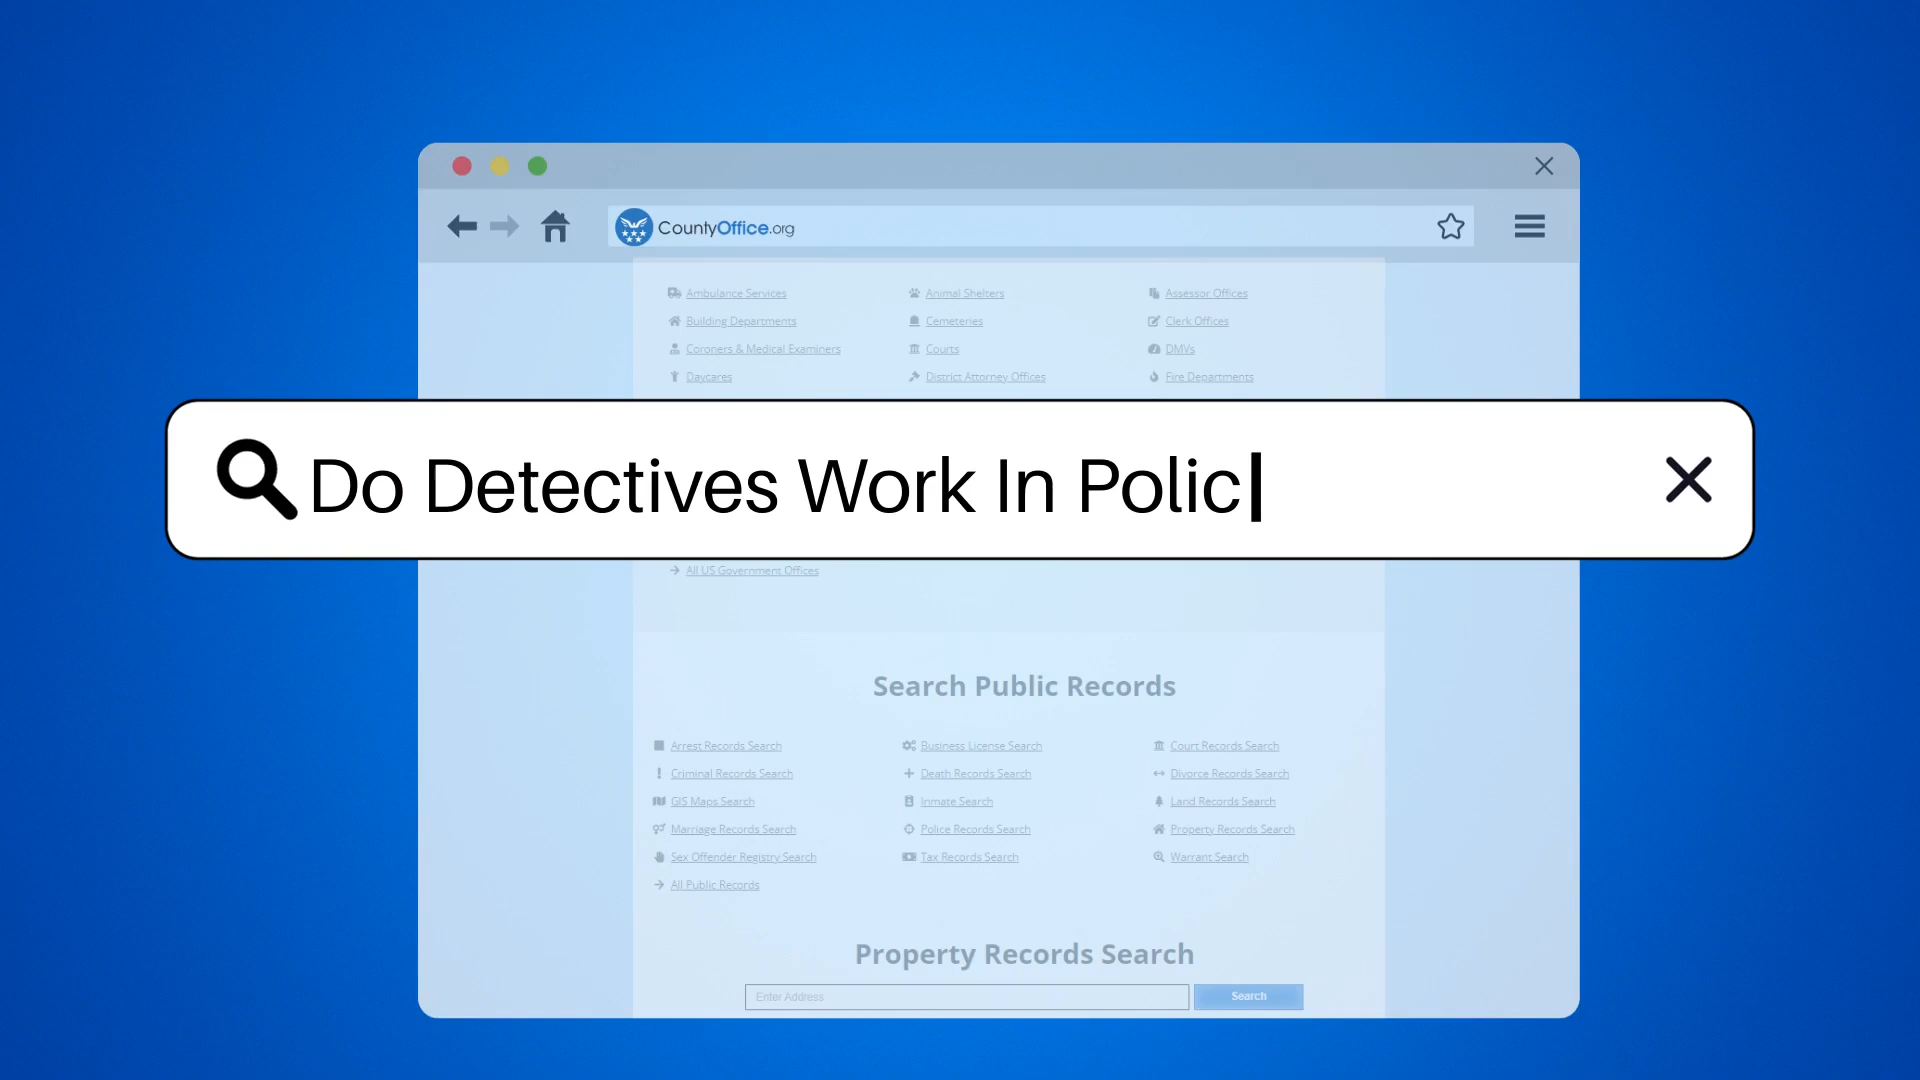 CountyOffice.org
Ambulance Services Animal Shelters Assessor Offices
Building Departments Cemeteries Clerk Offices
Coroners & Medical Examiners Courts DMVs
Daycares District Attorney Offices Fire Departments
Do Detectives Work In Polic
All US Government Offices
Search Public Records
Arrest Records Search Business License Search Court Records Search
Criminal Records Search Death Records Search Divorce Records Search
GIS Maps Search Inmate Search Land Records Search
Marriage Records Search Police Records Search Property Records Search
Sex Offender Registry Search Tax Records Search Warrant Search
All Public Records
Property Records Search
Enter Address Search